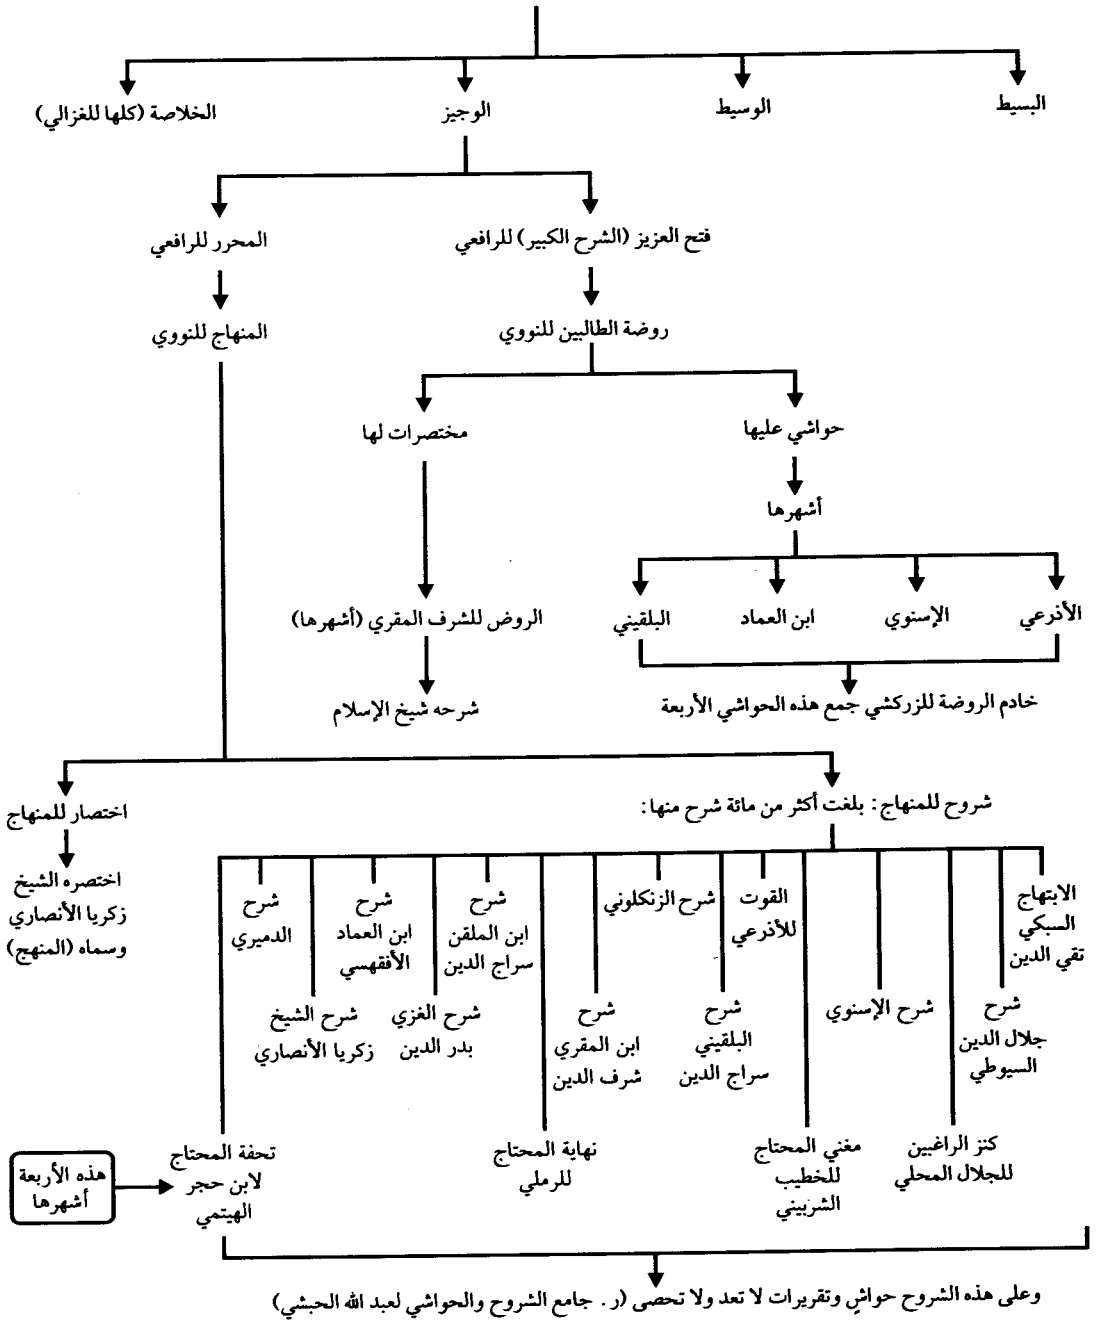 البسيط
الوسيط
الوجيز
الخلاصة (كلها للغزالي)
فتح العزيز (الشرح الكبير) للرافعي
المحرر للرافعي
روضة الطالبين للنووي
المنهاج للنووي
حواشي عليها
مختصرات لها
أشهرها
الأذرعي
الإسنوي
ابن العماد
البلقيني
الروض للشرف المقري (أشهرها)
خادم الروضة للزركشي جمع هذه الحواشي الأربعة
شرحه شيخ الإسلام
شروح للمنهاج: بلغت أكثر من مائة شرح منها:
اختصار للمنهاج
اختصره الشيخ
زكريا الأنصاري
وسماه (المنهج)
الابتهاج
السبكي
تقي الدين
شرح
جلال الدين
السيوطي
كنز الراغبين
للجلال المحلي
شرح الإسنوي
مغني المحتاج
للخطيب
الشربيني
القوت
للأذرعي
شرح
البلقيني
سراج الدين
شرح الزنكلوني
شرح
ابن المقري
شرف الدين
نهاية المحتاج
للرملي
شرح
ابن الملقن
سراج الدين
شرح الغزي
بدر الدين
شرح
ابن العماد
الأقفهسي
شرح الشيخ
زكريا الأنصاري
شرح
الدميري
تحفة المحتاج
لابن حجر
الهيتمي
هذه الأربعة
أشهرها
وعلى هذه الشروح حواشٍ وتقريرات لا تعد ولا تحصى (ر. جامع الشروح والحواشي لعبد الله الحبشي)